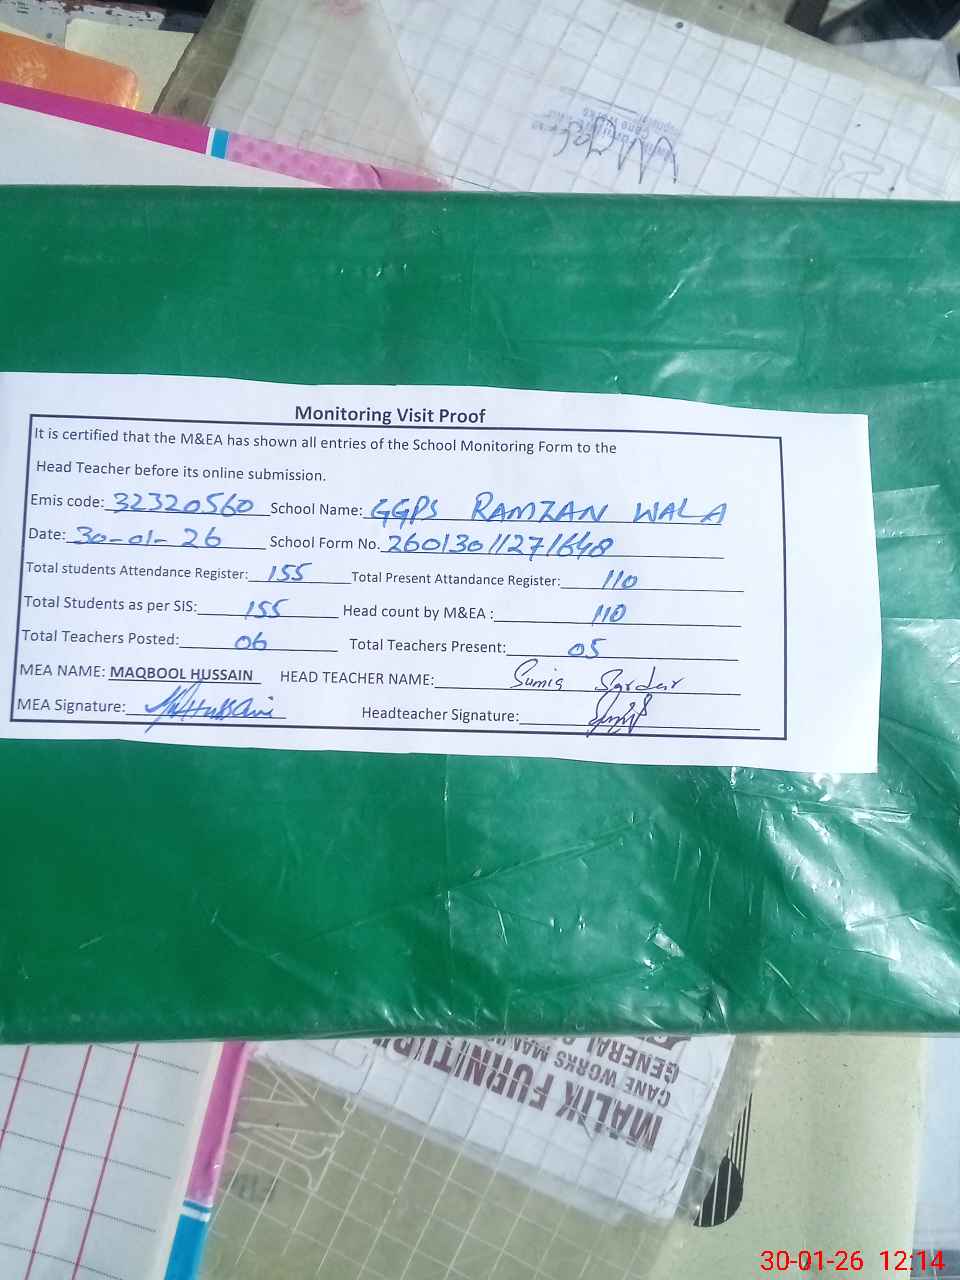 Monitoring Visit Proof
It is certified that the M&EA has shown all entries of the School Monitoring Form to the
Head Teacher before its online submission.
Emis code: 32320560 School Name: GGPS RAMZAN WALA
Date: 30-01-26 School Form No. 26013011271648
Total students Attendance Register: 155 Total Present Attandance Register: 110
Total Students as per SIS: 155 Head count by M&EA : 110
Total Teachers Posted: 06 Total Teachers Present: 05
MEA NAME: MAQBOOL HUSSAIN HEAD TEACHER NAME: Sumia Sardar
MEA Signature: Headteacher Signature:
GENERAL
CANE WORKS
MALIK FURNITURE
30-01-26 12:14